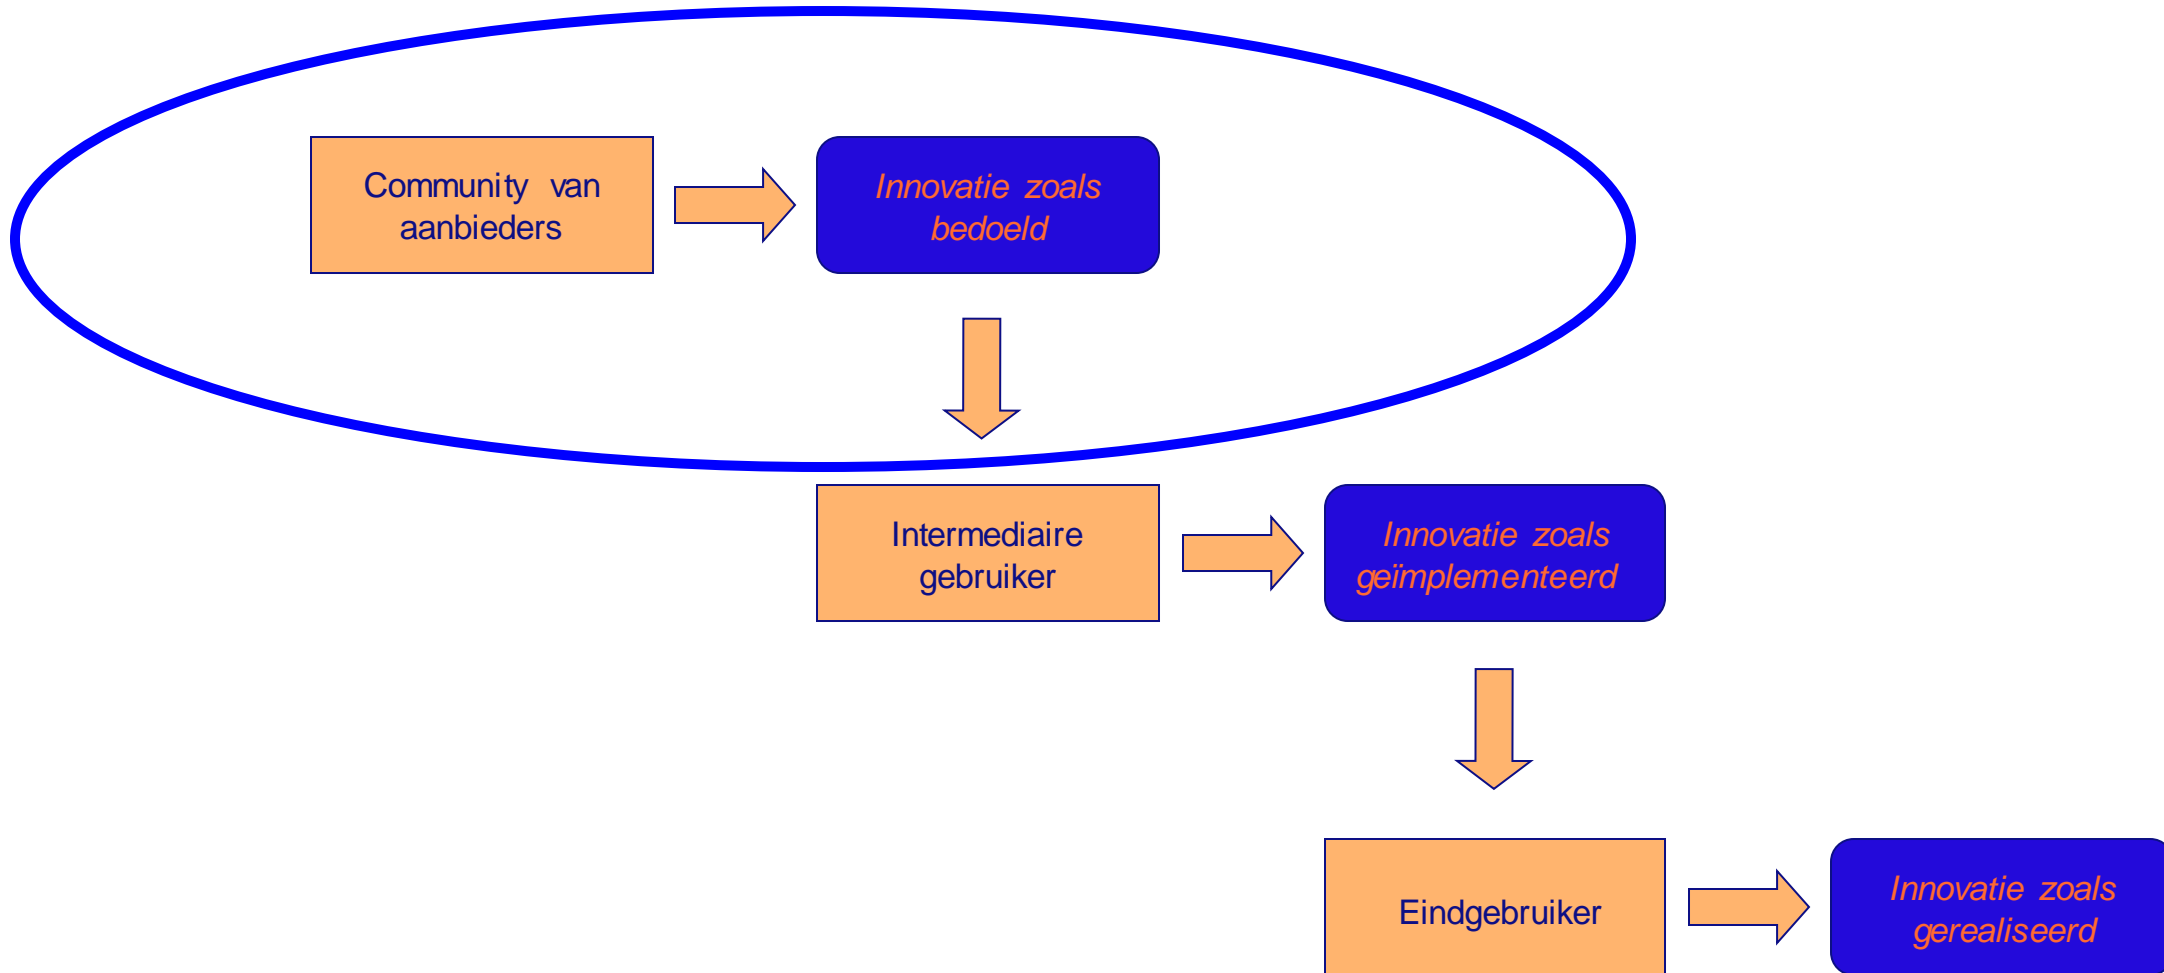 Community van
aanbieders
Innovatie zoals
bedoeld
Intermediaire
gebruiker
Innovatie zoals
geïmplementeerd
Eindgebruiker
Innovatie zoals
gerealiseerd